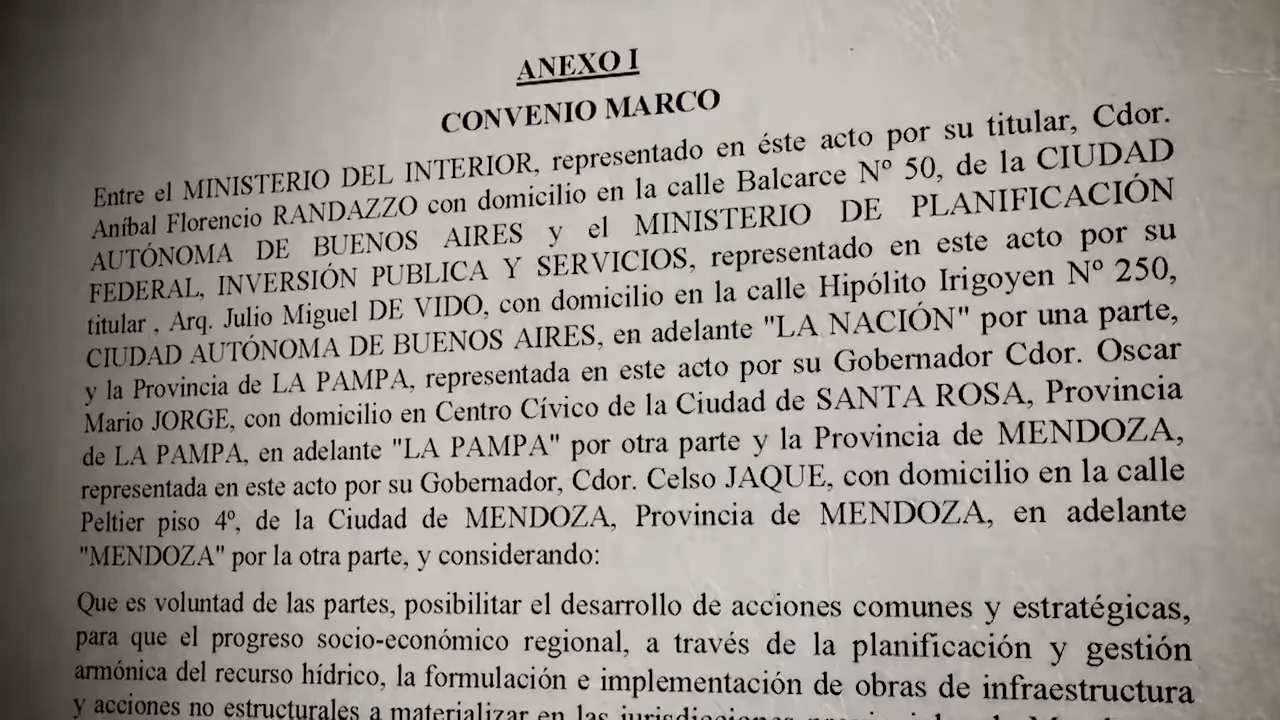 ANEXO I
CONVENIO MARCO
Entre el MINISTERIO DEL INTERIOR, representado en éste acto por su titular, Cdor.
Aníbal Florencio RANDAZZO con domicilio en la calle Balcarce Nº 50, de la CIUDAD
AUTÓNOMA DE BUENOS AIRES y el MINISTERIO DE PLANIFICACIÓN
FEDERAL, INVERSIÓN PUBLICA Y SERVICIOS, representado en este acto por su
titular , Arq. Julio Miguel DE VIDO, con domicilio en la calle Hipólito Irigoyen Nº 250,
CIUDAD AUTÓNOMA DE BUENOS AIRES, en adelante "LA NACIÓN" por una parte,
y la Provincia de LA PAMPA, representada en este acto por su Gobernador Cdor. Oscar
Mario JORGE, con domicilio en Centro Cívico de la Ciudad de SANTA ROSA, Provincia
de LA PAMPA, en adelante "LA PAMPA" por otra parte y la Provincia de MENDOZA,
representada en este acto por su Gobernador, Cdor. Celso JAQUE, con domicilio en la calle
Peltier piso 4º, de la Ciudad de MENDOZA, Provincia de MENDOZA, en adelante
"MENDOZA" por la otra parte, y considerando:
Que es voluntad de las partes, posibilitar el desarrollo de acciones comunes y estratégicas,
para que el progreso socio-económico regional, a través de la planificación y gestión
armónica del recurso hídrico, la formulación e implementación de obras de infraestructura
y acciones no estructurales a materializar en las jurisdicciones